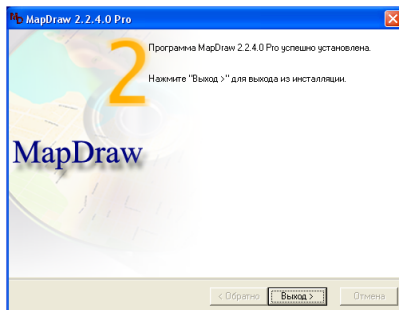 MapDraw 2.2.4.0 Pro
2
Программа MapDraw 2.2.4.0 Pro успешно установлена.
Нажмите "Выход >" для выхода из инсталляции.
MapDraw
< Обратно
Выход >
Отмена